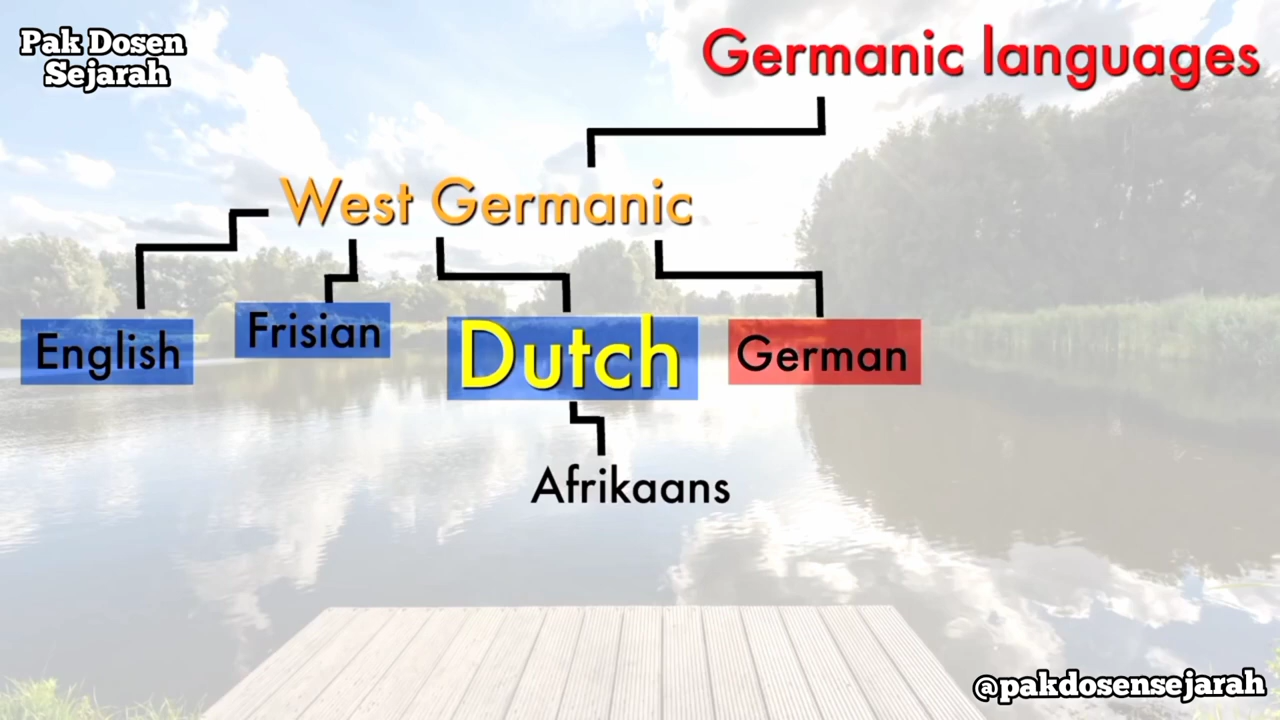 Pak Dosen
Sejarah
Germanic languages
West Germanic
English
Frisian
Dutch
German
Afrikaans
@pakdosensejarah